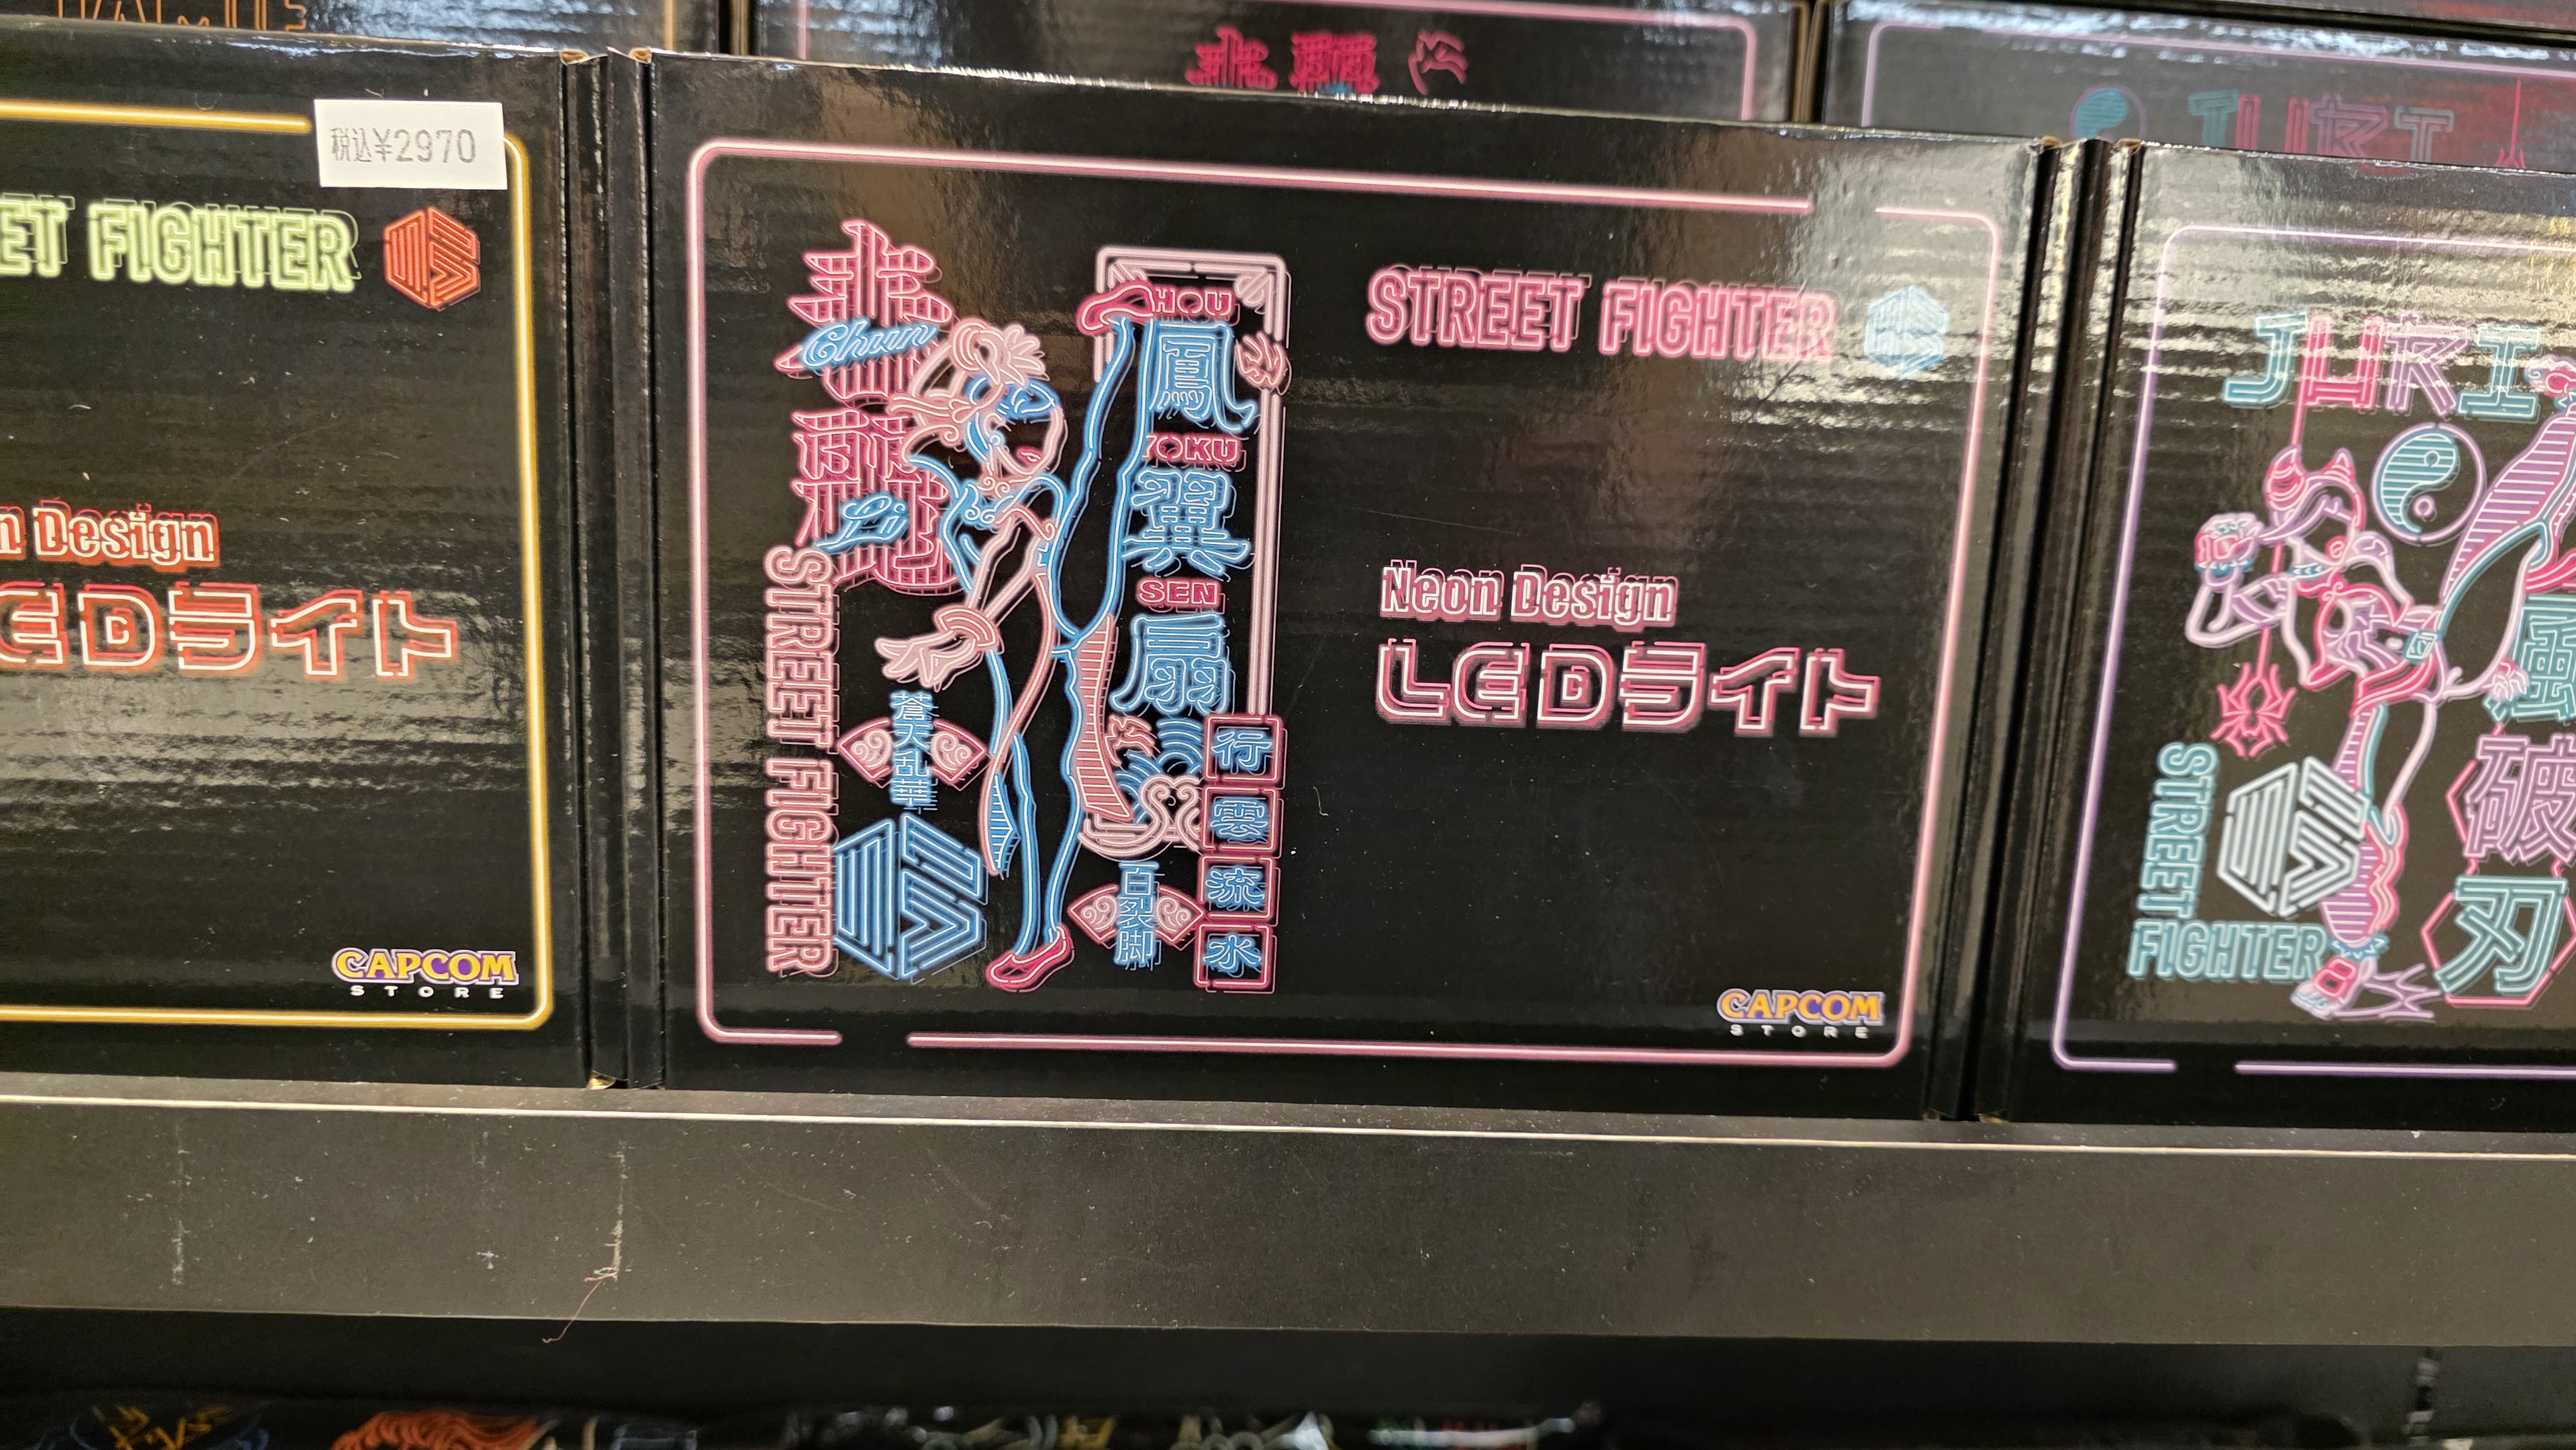 税込¥2970
ET FIGHTER
n Design
EDライト
CAPCOM
STORE
春麗
Chun
Li
STREET FIGHTER
HOU
鳳
YOKU
翼
SEN
扇
行
雲
流
水
蒼天乱華
百裂脚
STREET FIGHTER
Neon Design
LEDライト
CAPCOM
STORE
JURI
JURI
風
破
刃
STREET
FIGHTER